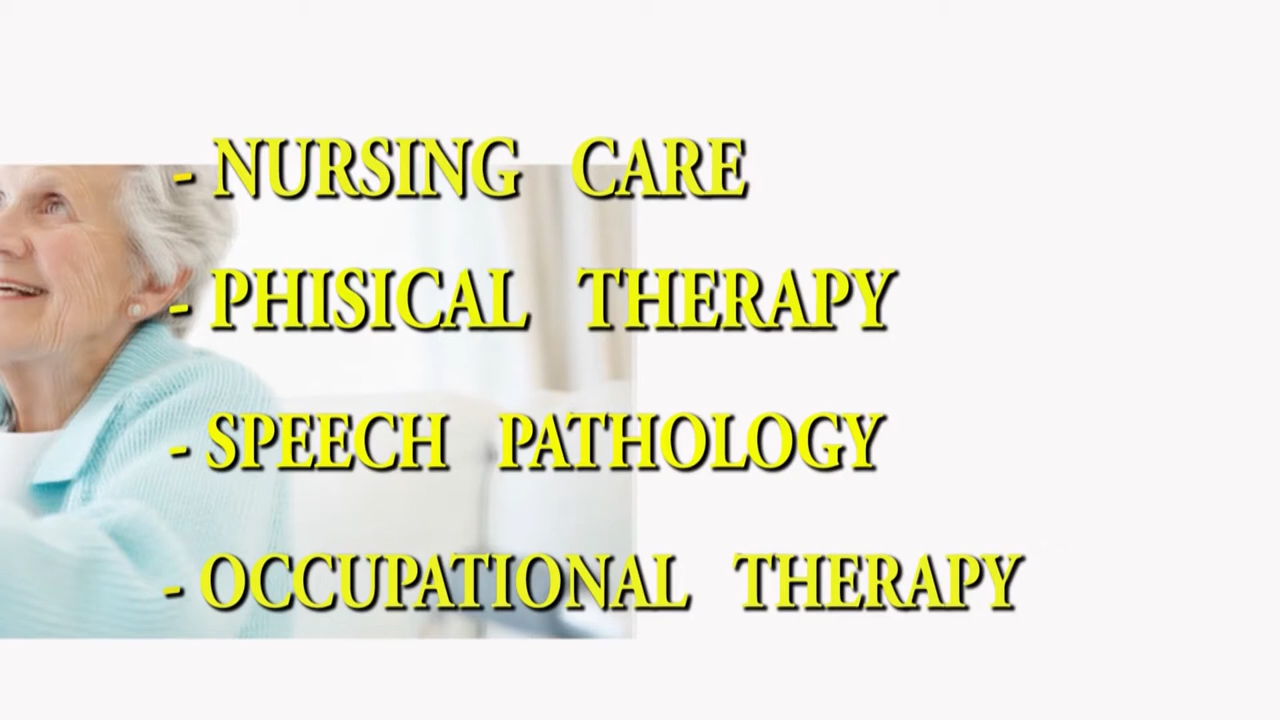 - NURSING CARE
- PHISICAL THERAPY
- SPEECH PATHOLOGY
- OCCUPATIONAL THERAPY